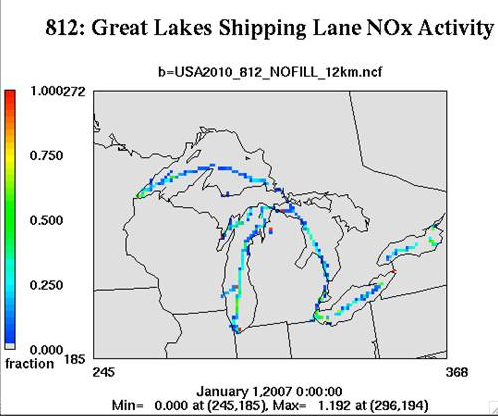 812: Great Lakes Shipping Lane NOx Activity
b=USA2010_812_NOFILL_12km.ncf
1.000272
0.750
0.500
0.250
0.000
fraction
185
245
368
January 1,2007 0:00:00
Min= 0.000 at (245,185), Max= 1.192 at (296,194)